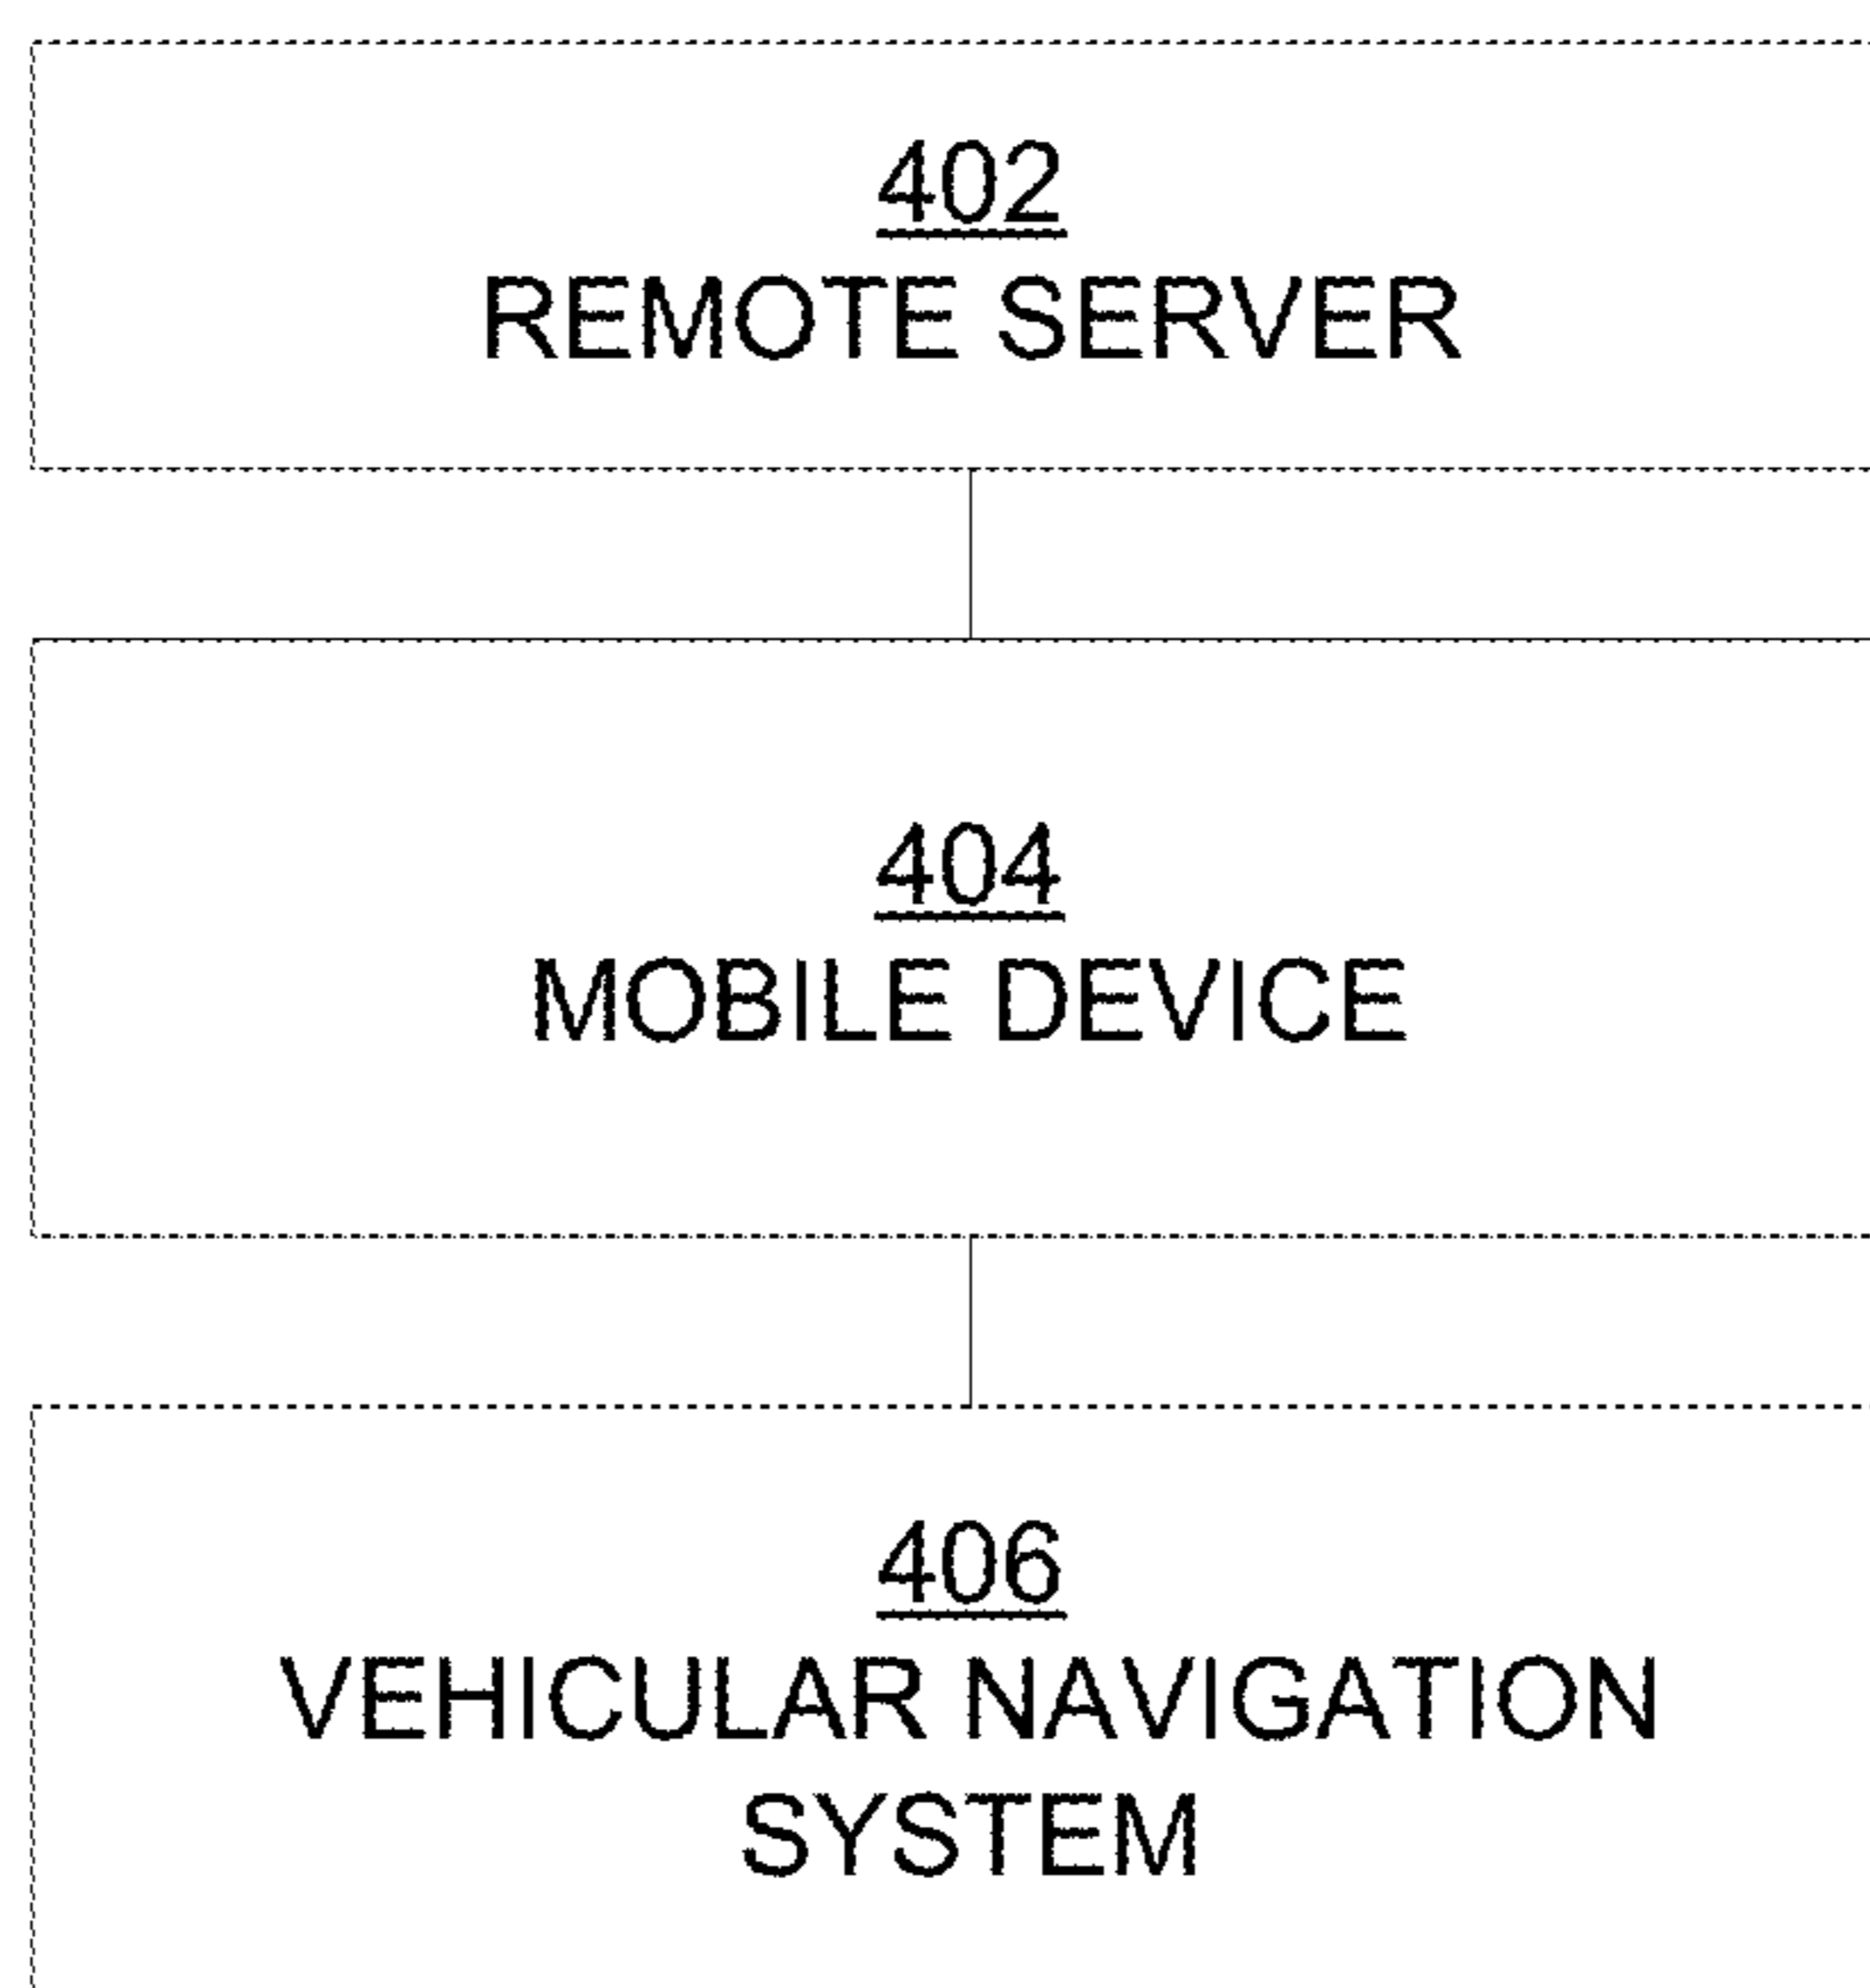 402
REMOTE SERVER
404
MOBILE DEVICE
406
VEHICULAR NAVIGATION
SYSTEM